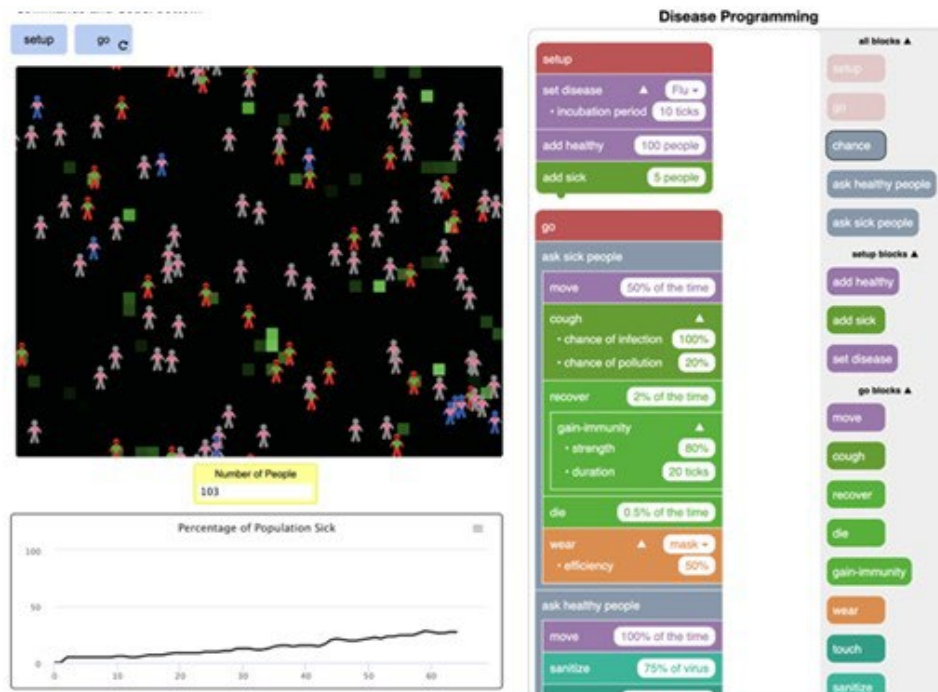 Disease Programming
setup
go
Number of People
103
Percentage of Population Sick
100
50
0
0
10
20
30
40
50
60
setup
set disease ▲ Flu
• incubation period 10 ticks
add healthy 100 people
add sick 5 people
go
ask sick people
move 50% of the time
cough ▲
• chance of infection 100%
• chance of pollution 20%
recover 2% of the time
gain-immunity ▲
• strength 80%
• duration 20 ticks
die 0.5% of the time
wear ▲ mask
• efficiency 50%
ask healthy people
move 100% of the time
sanitize 75% of virus
all blocks ▲
setup
go
chance
ask healthy people
ask sick people
setup blocks ▲
add healthy
add sick
set disease
go blocks ▲
move
cough
recover
die
gain-immunity
wear
touch
sanitize